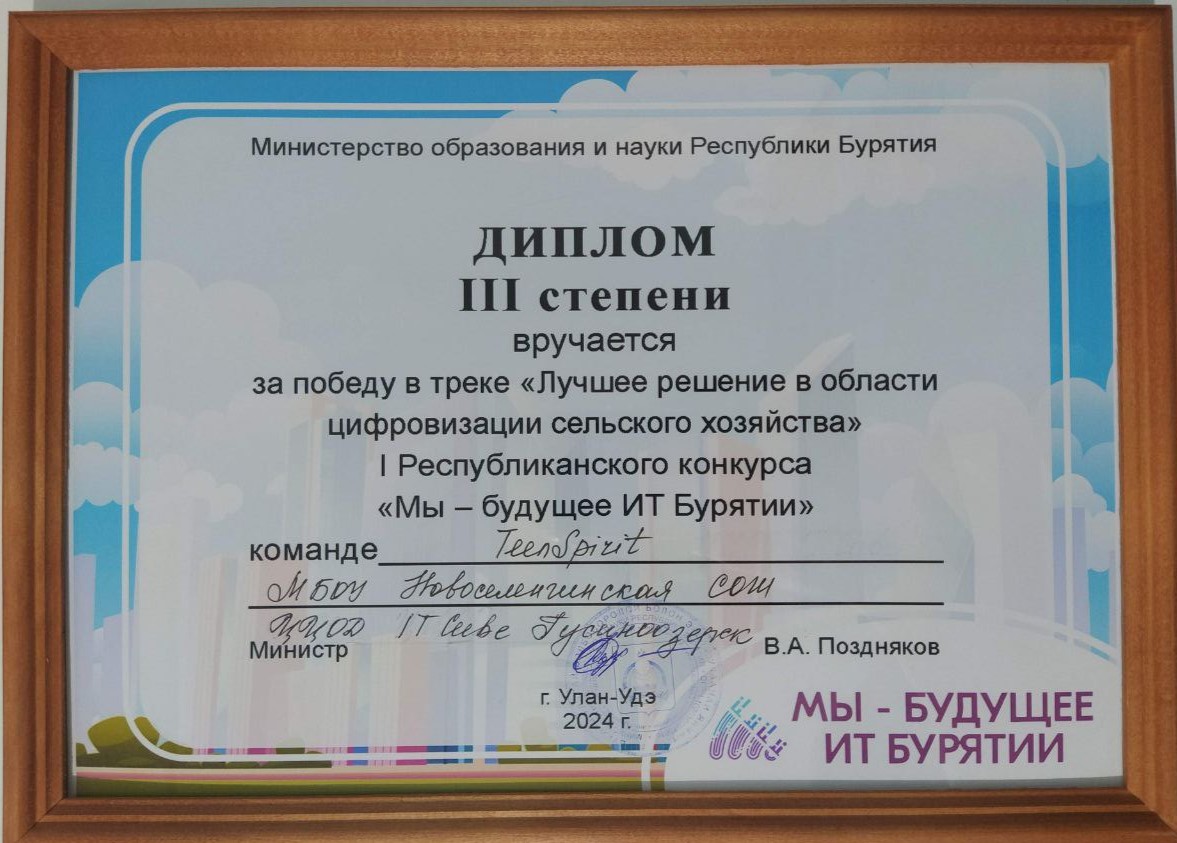 Министерство образования и науки Республики Бурятия
ДИПЛОМ
III степени
вручается
за победу в треке «Лучшее решение в области
цифровизации сельского хозяйства»
I Республиканского конкурса
«Мы – будущее ИТ Бурятии»
команде TeenSpirit
МБОУ Новоселенгинская СОШ
ЦЦОД IT Cube Гусиноозерск
Министр В.А. Поздняков
г. Улан-Удэ
2024 г.
МЫ - БУДУЩЕЕ
ИТ БУРЯТИИ